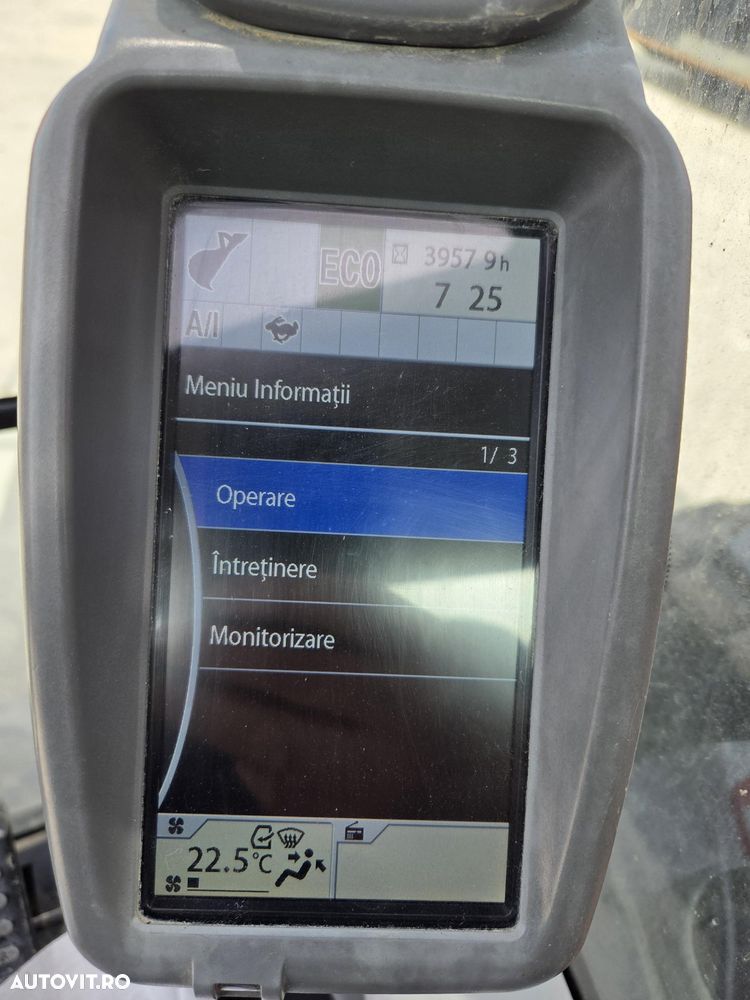 ECO
3957 9h
7 25
A/I
Meniu Informații
1/ 3
Operare
Întreținere
Monitorizare
22.5°C
AUTOVIT.RO